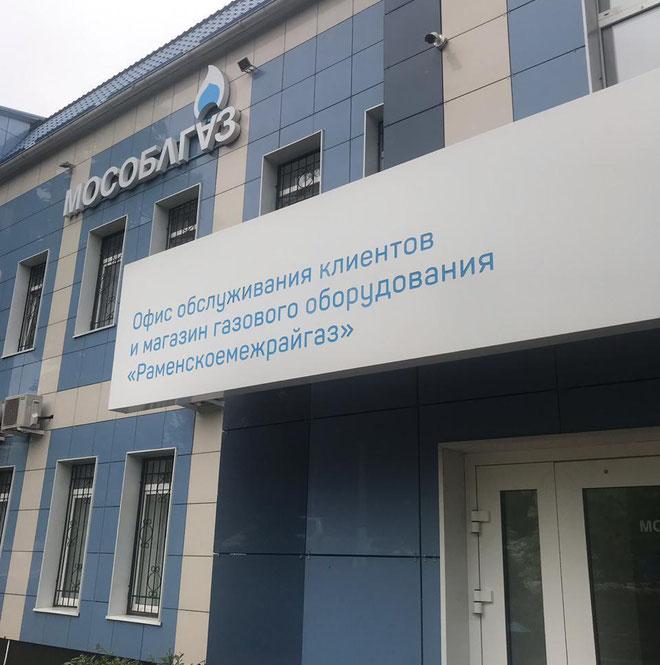 МОСОБЛГАЗ
Офис обслуживания клиентов
и магазин газового оборудования
«Раменскоемежрайгаз»